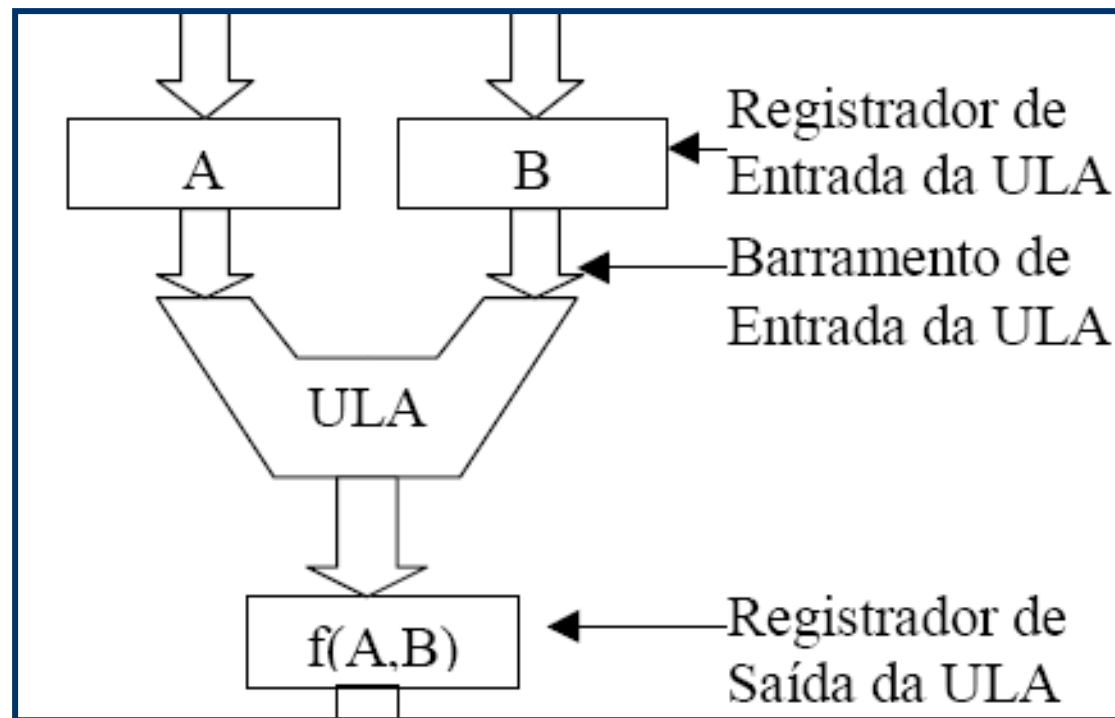 Registrador de
A
B
Entrada da ULA
Barramento de
Entrada da ULA
ULA
Registrador de
f(A,B)
Saída da ULA